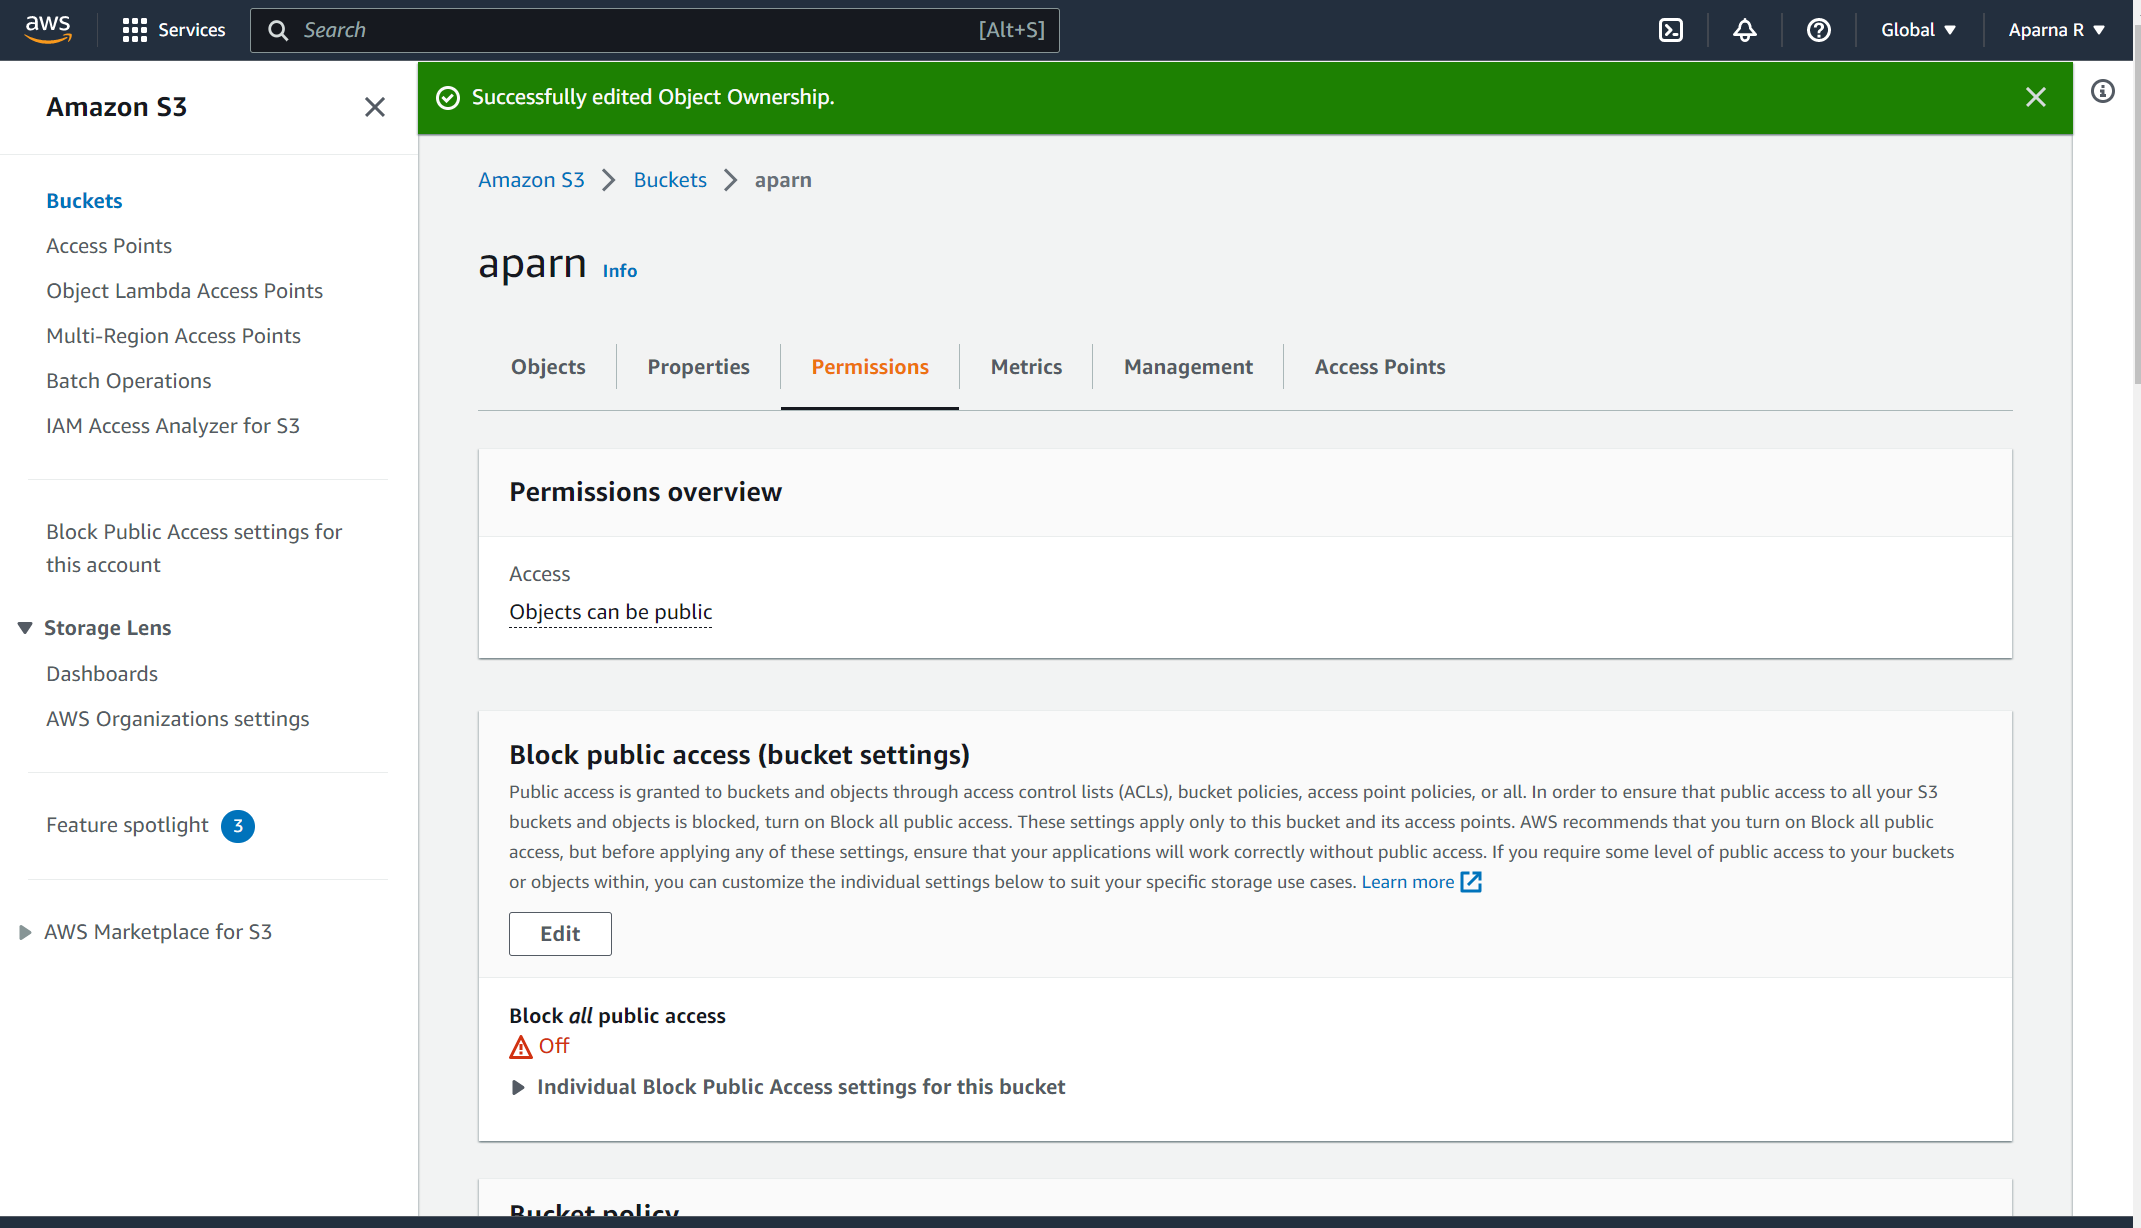 aws
Services
Search
[Alt+S]
Global
Aparna R
Amazon S3
Buckets
Access Points
Object Lambda Access Points
Multi-Region Access Points
Batch Operations
IAM Access Analyzer for S3
Block Public Access settings for
this account
Storage Lens
Dashboards
AWS Organizations settings
Feature spotlight 3
AWS Marketplace for S3
Successfully edited Object Ownership.
Amazon S3 > Buckets > aparn
aparn Info
Objects
Properties
Permissions
Metrics
Management
Access Points
Permissions overview
Access
Objects can be public
Block public access (bucket settings)
Public access is granted to buckets and objects through access control lists (ACLs), bucket policies, access point policies, or all. In order to ensure that public access to all your S3
buckets and objects is blocked, turn on Block all public access. These settings apply only to this bucket and its access points. AWS recommends that you turn on Block all public
access, but before applying any of these settings, ensure that your applications will work correctly without public access. If you require some level of public access to your buckets
or objects within, you can customize the individual settings below to suit your specific storage use cases. Learn more
Edit
Block all public access
Off
Individual Block Public Access settings for this bucket
Bucket policy